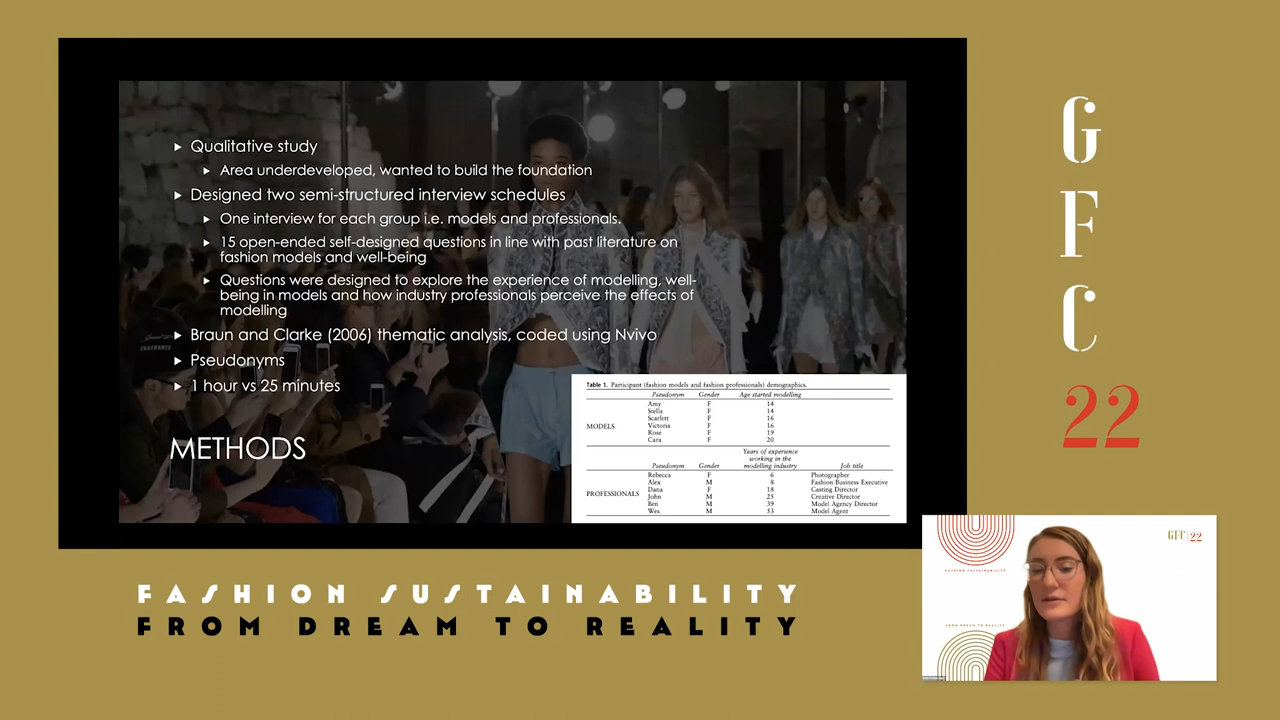 Qualitative study
Area underdeveloped, wanted to build the foundation
Designed two semi-structured interview schedules
One interview for each group i.e. models and professionals.
15 open-ended self-designed questions in line with past literature on
fashion models and well-being
Questions were designed to explore the experience of modelling, well-
being in models and how industry professionals perceive the effects of
modelling
Braun and Clarke (2006) thematic analysis, coded using Nvivo
Pseudonyms
1 hour vs 25 minutes
METHODS
Table 1. Participant (fashion models and fashion professionals) demographics.
Pseudonym Gender Age started modelling
MODELS
Amy F 14
Stella F 14
Scarlett F 16
Victoria F 16
Rose F 19
Cara F 20
Years of experience
working in the
Pseudonym Gender modelling industry Job title
PROFESSIONALS
Rebecca F 6 Photographer
Alex M 8 Fashion Business Executive
Dana F 18 Casting Director
John M 25 Creative Director
Ben M 39 Model Agency Director
Wes M 53 Model Agent
G
F
C
22
FASHION SUSTAINABILITY
FROM DREAM TO REALITY
GFC 22
FASHION SUSTAINABILITY
FROM DREAM TO REALITY